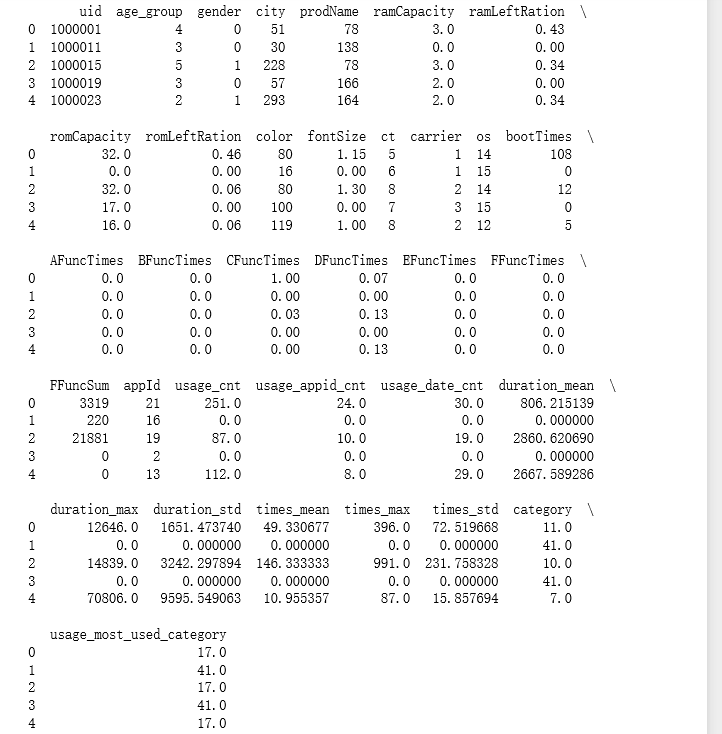 uid age_group gender city prodName ramCapacity ramLeftRation \
0 1000001 4 0 51 78 3.0 0.43
1 1000011 3 0 30 138 0.0 0.00
2 1000015 5 1 228 78 3.0 0.34
3 1000019 3 0 57 166 2.0 0.00
4 1000023 2 1 293 164 2.0 0.34
romCapacity romLeftRation color fontSize ct carrier os bootTimes \
0 32.0 0.46 80 1.15 5 1 14 108
1 0.0 0.00 16 0.00 6 1 15 0
2 32.0 0.06 80 1.30 8 2 14 12
3 17.0 0.00 100 0.00 7 3 15 0
4 16.0 0.06 119 1.00 8 2 12 5
AFuncTimes BFuncTimes CFuncTimes DFuncTimes EFuncTimes FFuncTimes \
0 0.0 0.0 1.00 0.07 0.0 0.0
1 0.0 0.0 0.00 0.00 0.0 0.0
2 0.0 0.0 0.03 0.13 0.0 0.0
3 0.0 0.0 0.00 0.00 0.0 0.0
4 0.0 0.0 0.00 0.13 0.0 0.0
FFuncSum appId usage_cnt usage_appid_cnt usage_date_cnt duration_mean \
0 3319 21 251.0 24.0 30.0 806.215139
1 220 16 0.0 0.0 0.0 0.000000
2 21881 19 87.0 10.0 19.0 2860.620690
3 0 2 0.0 0.0 0.0 0.000000
4 0 13 112.0 8.0 29.0 2667.589286
duration_max duration_std times_mean times_max times_std category \
0 12646.0 1651.473740 49.330677 396.0 72.519668 11.0
1 0.0 0.000000 0.000000 0.0 0.000000 41.0
2 14839.0 3242.297894 146.333333 991.0 231.758328 10.0
3 0.0 0.000000 0.000000 0.0 0.000000 41.0
4 70806.0 9595.549063 10.955357 87.0 15.857694 7.0
usage_most_used_category
0 17.0
1 41.0
2 17.0
3 41.0
4 17.0